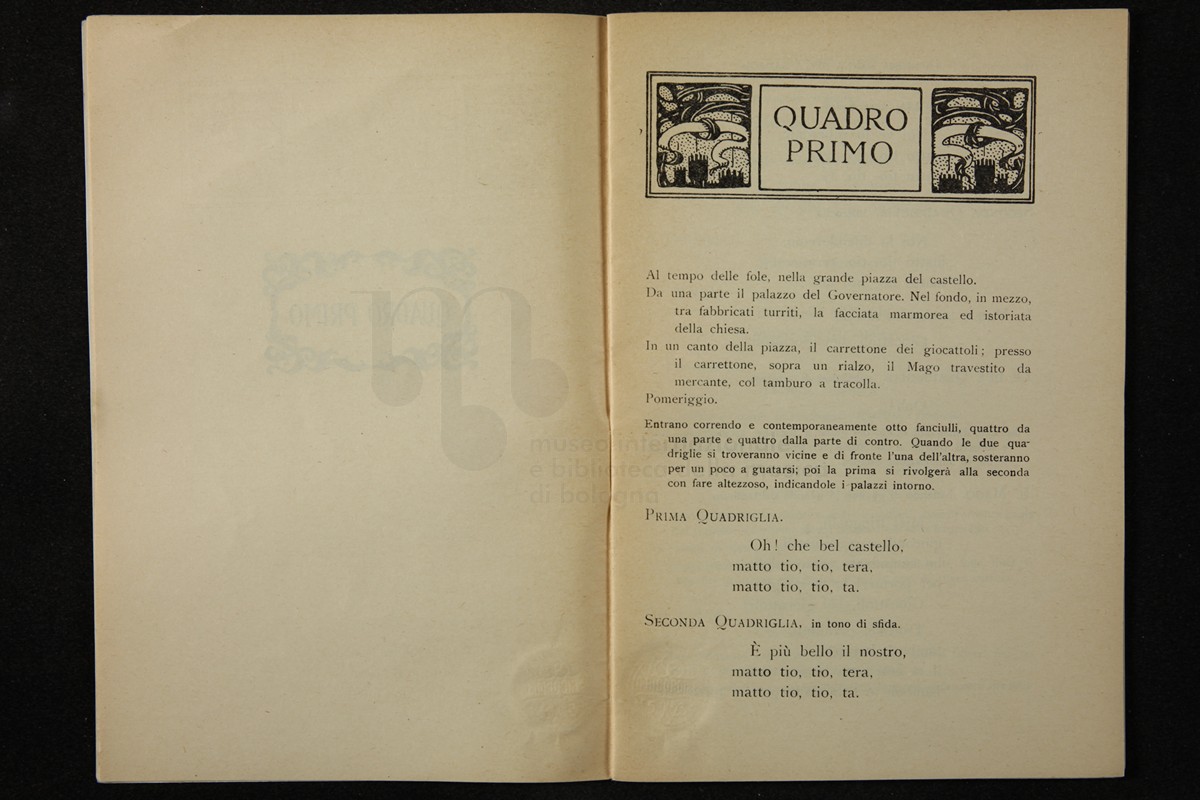 QUADRO
PRIMO
Al tempo delle fole, nella grande piazza del castello.
Da una parte il palazzo del Governatore. Nel fondo, in mezzo,
tra fabbricati turriti, la facciata marmorea ed istoriata
della chiesa.
In un canto della piazza, il carrettone dei giocattoli; presso
il carrettone, sopra un rialzo, il Mago travestito da
mercante, col tamburo a tracolla.
Pomeriggio.
Entrano correndo e contemporaneamente otto fanciulli, quattro da
una parte e quattro dalla parte di contro. Quando le due qua-
driglie si troveranno vicine e di fronte l'una dell'altra, sosteranno
per un poco a guatarsi; poi la prima si rivolgerà alla seconda
con fare altezzoso, indicandole i palazzi intorno.
PRIMA QUADRIGLIA.
Oh! che bel castello,
matto tio, tio, tera,
matto tio, tio, ta.
SECONDA QUADRIGLIA, in tono di sfida.
È più bello il nostro,
matto tio, tio, tera,
matto tio, tio, ta.
museo inter
e biblioteca
di bologna